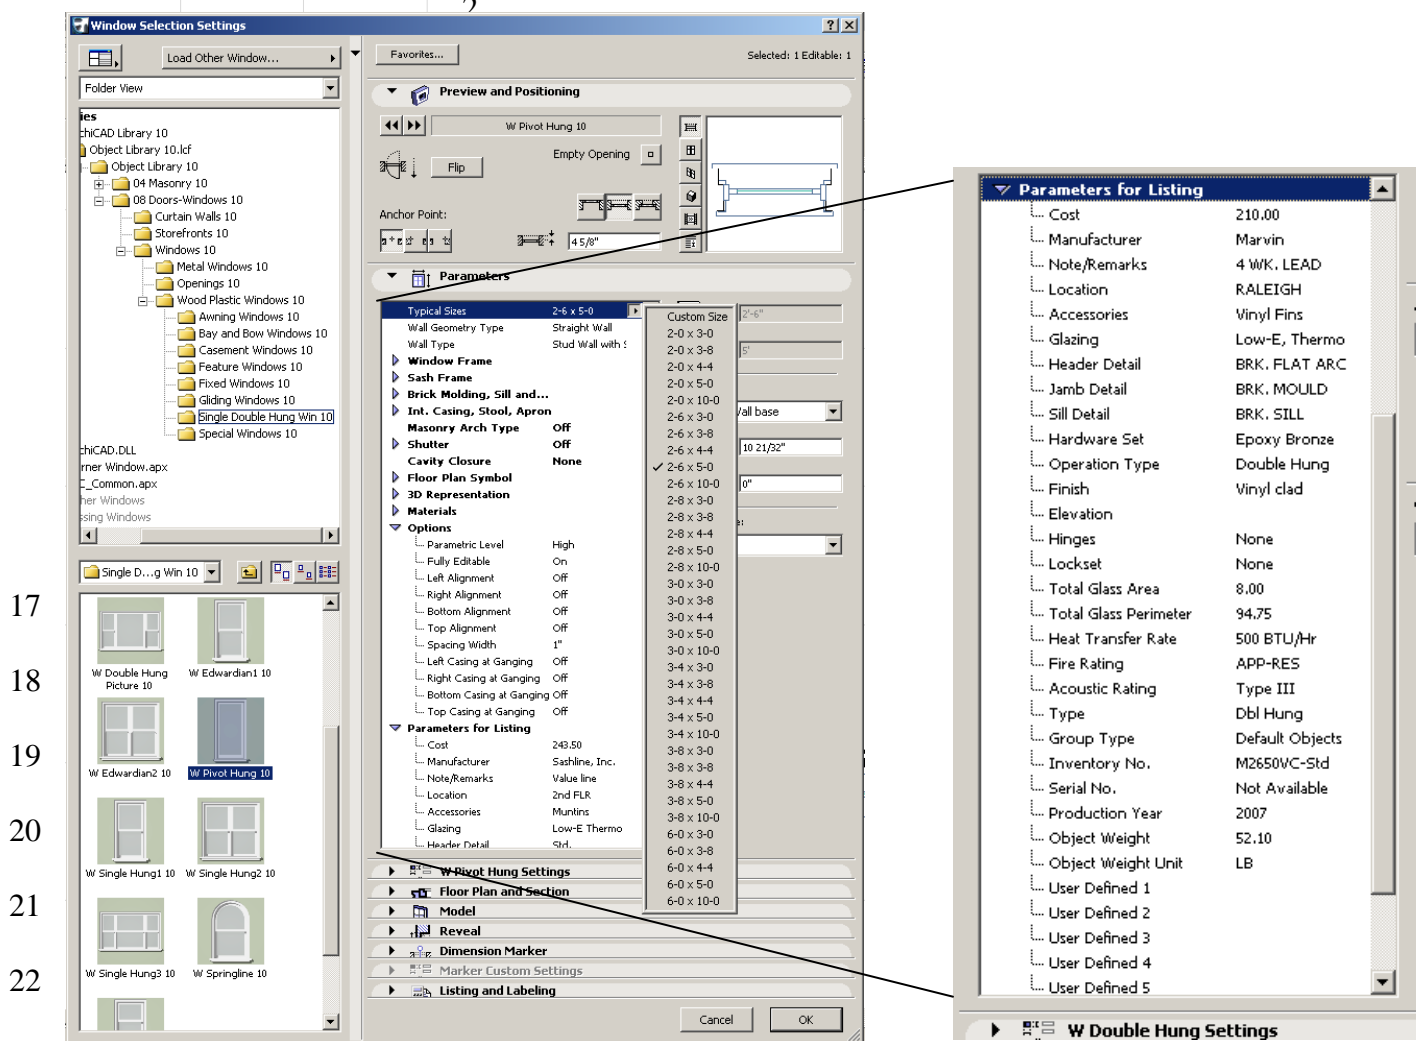 Window Selection Settings
Load Other Window...
Folder View
ies
chiCAD Library 10
Object Library 10.lcf
Object Library 10
04 Masonry 10
08 Doors-Windows 10
Curtain Walls 10
Storefronts 10
Windows 10
Metal Windows 10
Openings 10
Wood Plastic Windows 10
Awning Windows 10
Bay and Bow Windows 10
Casement Windows 10
Feature Windows 10
Fixed Windows 10
Gliding Windows 10
Single Double Hung Win 10
Special Windows 10
chiCAD.DLL
rner Window.apx
C_Common.apx
her Windows
ssing Windows
Single D...g Win 10
17
18
19
20
21
22
W Double Hung Picture 10
W Edwardian1 10
W Edwardian2 10
W Pivot Hung 10
W Single Hung1 10
W Single Hung2 10
W Single Hung3 10
W Springline 10
Favorites...
Selected: 1 Editable: 1
Preview and Positioning
W Pivot Hung 10
Empty Opening
Flip
Anchor Point:
4 5/8"
Parameters
Typical Sizes 2-6 x 5-0
Wall Geometry Type Straight Wall
Wall Type Stud Wall with S
Window Frame
Sash Frame
Brick Molding, Sill and...
Int. Casing, Stool, Apron
Masonry Arch Type Off
Shutter Off
Cavity Closure None
Floor Plan Symbol
3D Representation
Materials
Options
Parametric Level High
Fully Editable On
Left Alignment Off
Right Alignment Off
Bottom Alignment Off
Top Alignment Off
Spacing Width 1"
Left Casing at Ganging Off
Right Casing at Ganging Off
Bottom Casing at Ganging Off
Top Casing at Ganging Off
Parameters for Listing
Cost 243.50
Manufacturer Sashline, Inc.
Note/Remarks Value line
Location 2nd FLR
Accessories Muntins
Glazing Low-E Thermo
Header Detail Std.
Custom Size
2-0 x 3-0
2-0 x 3-8
2-0 x 4-4
2-0 x 5-0
2-0 x 10-0
2-6 x 3-0
2-6 x 3-8
2-6 x 4-4
2-6 x 5-0
2-6 x 10-0
2-8 x 3-0
2-8 x 3-8
2-8 x 4-4
2-8 x 5-0
2-8 x 10-0
3-0 x 3-0
3-0 x 3-8
3-0 x 4-4
3-0 x 5-0
3-0 x 10-0
3-4 x 3-0
3-4 x 3-8
3-4 x 4-4
3-4 x 5-0
3-4 x 10-0
3-8 x 3-0
3-8 x 3-8
3-8 x 4-4
3-8 x 5-0
3-8 x 10-0
6-0 x 3-0
6-0 x 3-8
6-0 x 4-4
6-0 x 5-0
6-0 x 10-0
2'-6"
5'
Wall base
10 21/32"
0"
e:
W Pivot Hung Settings
Floor Plan and Section
Model
Reveal
Dimension Marker
Marker Custom Settings
Listing and Labeling
Cancel
OK
Parameters for Listing
Cost 210.00
Manufacturer Marvin
Note/Remarks 4 WK. LEAD
Location RALEIGH
Accessories Vinyl Fins
Glazing Low-E, Thermo
Header Detail BRK. FLAT ARC
Jamb Detail BRK. MOULD
Sill Detail BRK. SILL
Hardware Set Epoxy Bronze
Operation Type Double Hung
Finish Vinyl clad
Elevation
Hinges None
Lockset None
Total Glass Area 8.00
Total Glass Perimeter 94.75
Heat Transfer Rate 500 BTU/Hr
Fire Rating APP-RES
Acoustic Rating Type III
Type Dbl Hung
Group Type Default Objects
Inventory No. M2650VC-Std
Serial No. Not Available
Production Year 2007
Object Weight 52.10
Object Weight Unit LB
User Defined 1
User Defined 2
User Defined 3
User Defined 4
User Defined 5
W Double Hung Settings